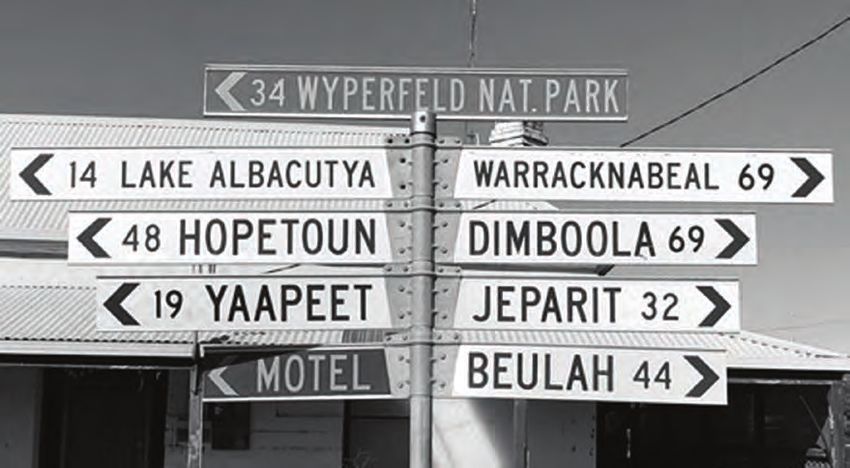 34 WYPERFELD NAT. PARK
14 LAKE ALBACUTYA
WARRACKNABEAL 69
48 HOPETOUN
DIMBOOLA 69
19 YAAPEET
JEPARIT 32
MOTEL
BEULAH 44